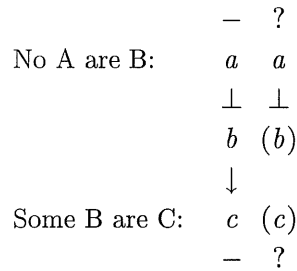 − ?
No A are B: a a
⊥ ⊥
b (b)
↓
Some B are C: c (c)
− ?